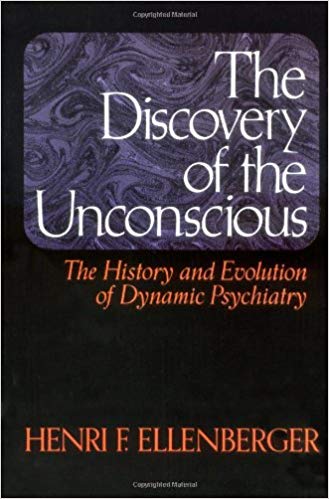 The
Discovery
of the
Unconscious
The History and Evolution
of Dynamic Psychiatry
HENRI F. ELLENBERGER